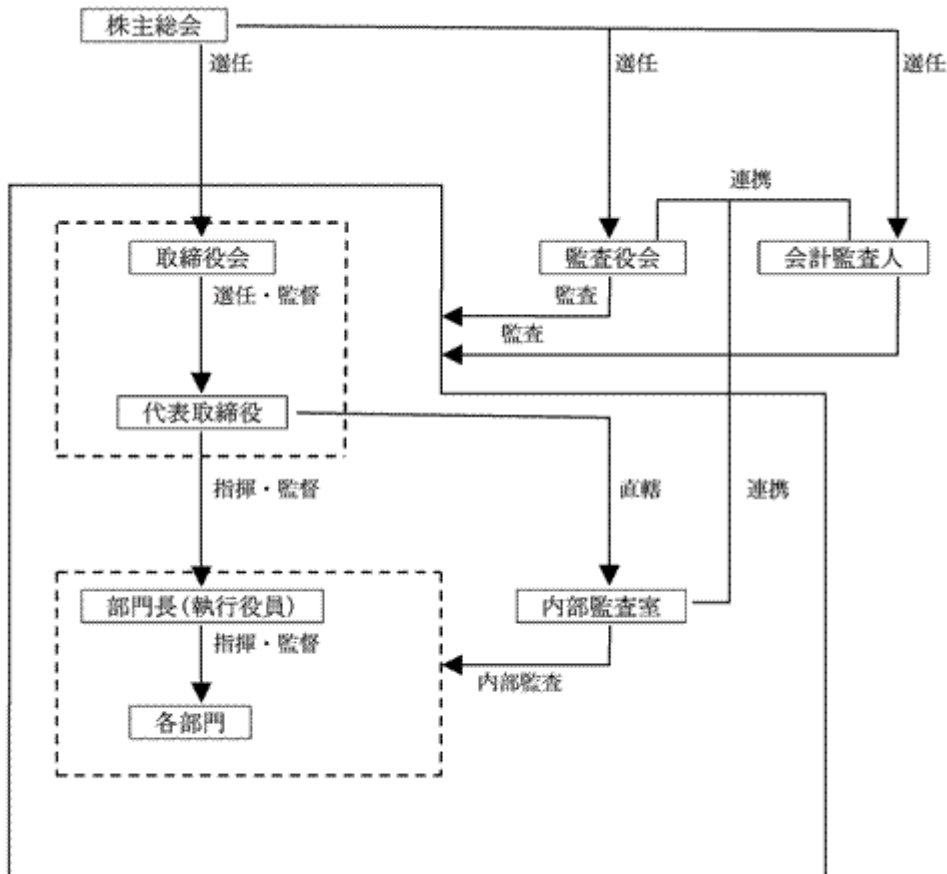 株主総会
選任
選任
選任
連携
取締役会
監査役会
会計監査人
選任・監督
監査
監査
代表取締役
指揮・監督
直轄
連携
部門長(執行役員)
内部監査室
指揮・監督
内部監査
各部門